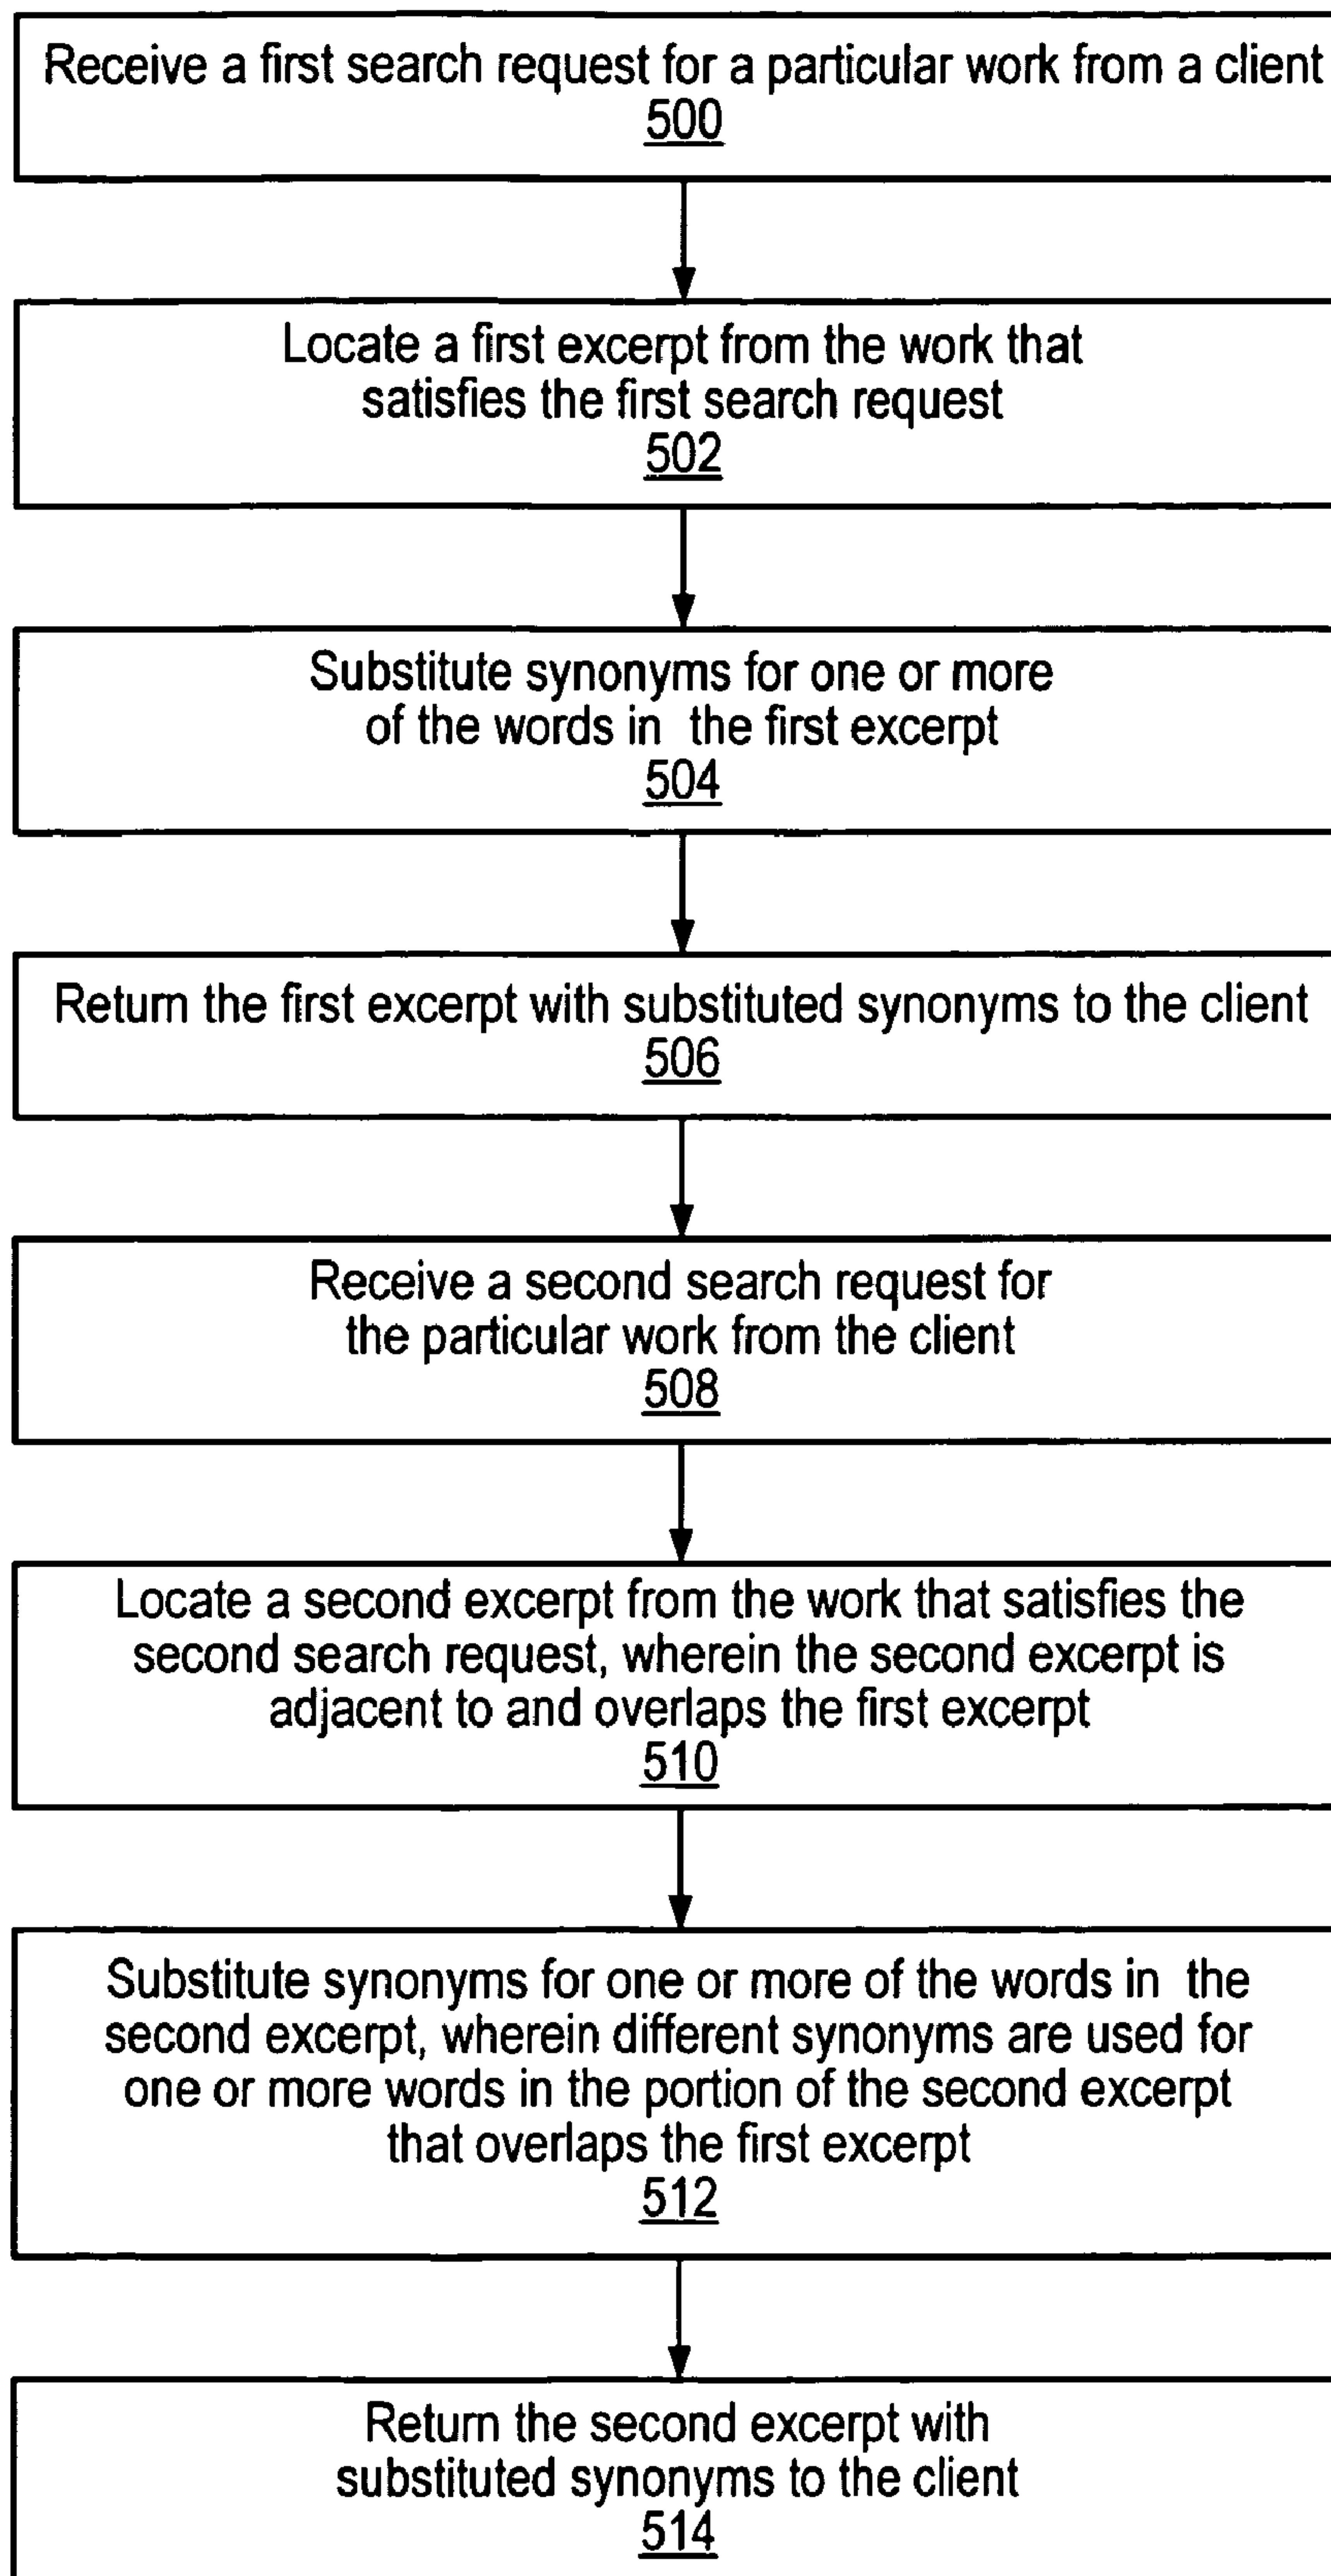 Receive a first search request for a particular work from a client
500
Locate a first excerpt from the work that
satisfies the first search request
502
Substitute synonyms for one or more
of the words in the first excerpt
504
Return the first excerpt with substituted synonyms to the client
506
Receive a second search request for
the particular work from the client
508
Locate a second excerpt from the work that satisfies the
second search request, wherein the second excerpt is
adjacent to and overlaps the first excerpt
510
Substitute synonyms for one or more of the words in the
second excerpt, wherein different synonyms are used for
one or more words in the portion of the second excerpt
that overlaps the first excerpt
512
Return the second excerpt with
substituted synonyms to the client
514